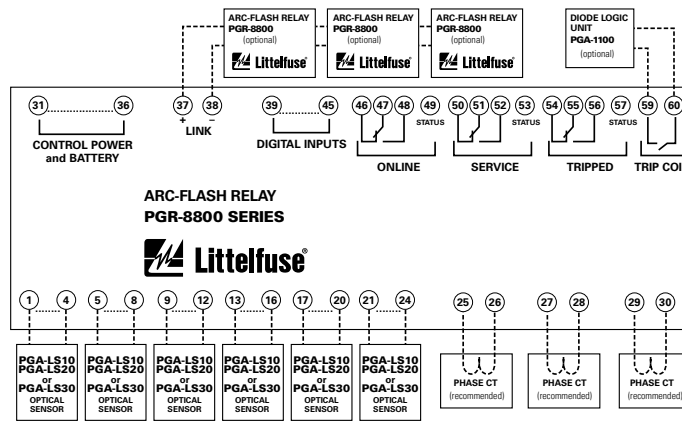 ARC-FLASH RELAY
PGR-8800
(optional)
Littelfuse®
ARC-FLASH RELAY
PGR-8800
(optional)
Littelfuse®
ARC-FLASH RELAY
PGR-8800
(optional)
Littelfuse®
DIODE LOGIC
UNIT
PGA-1100
(optional)
31 36 37 38 39 45 46 47 48 49 50 51 52 53 54 55 56 57 59 60
+ – STATUS STATUS STATUS
CONTROL POWER
and BATTERY
LINK
DIGITAL INPUTS
ONLINE
SERVICE
TRIPPED
TRIP COI
ARC-FLASH RELAY
PGR-8800 SERIES
Littelfuse®
1 4 5 8 9 12 13 16 17 20 21 24 25 26 27 28 29 30
PGA-LS10
PGA-LS20
or
PGA-LS30
OPTICAL
SENSOR
PGA-LS10
PGA-LS20
or
PGA-LS30
OPTICAL
SENSOR
PGA-LS10
PGA-LS20
or
PGA-LS30
OPTICAL
SENSOR
PGA-LS10
PGA-LS20
or
PGA-LS30
OPTICAL
SENSOR
PGA-LS10
PGA-LS20
or
PGA-LS30
OPTICAL
SENSOR
PGA-LS10
PGA-LS20
or
PGA-LS30
OPTICAL
SENSOR
PHASE CT
(recommended)
PHASE CT
(recommended)
PHASE CT
(recommended)